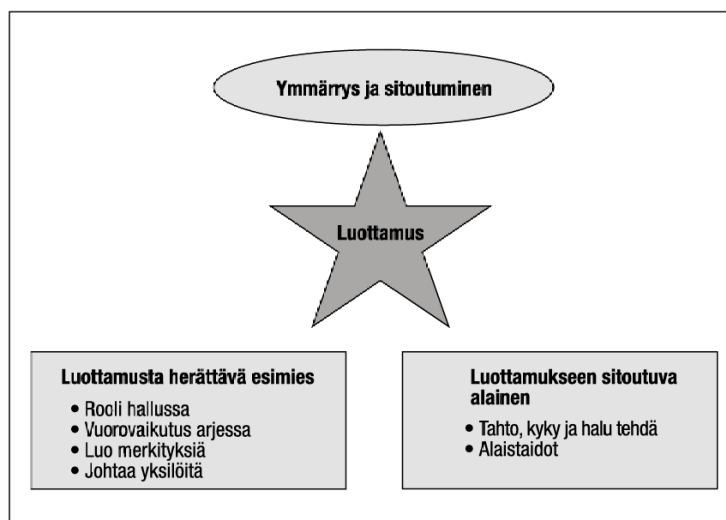 Ymmärrys ja sitoutuminen
Luottamus
Luottamusta herättävä esimies
• Rooli hallussa
• Vuorovaikutus arjessa
• Luo merkityksiä
• Johtaa yksilöitä
Luottamukseen sitoutuva
alainen
• Tahto, kyky ja halu tehdä
• Alaistaidot